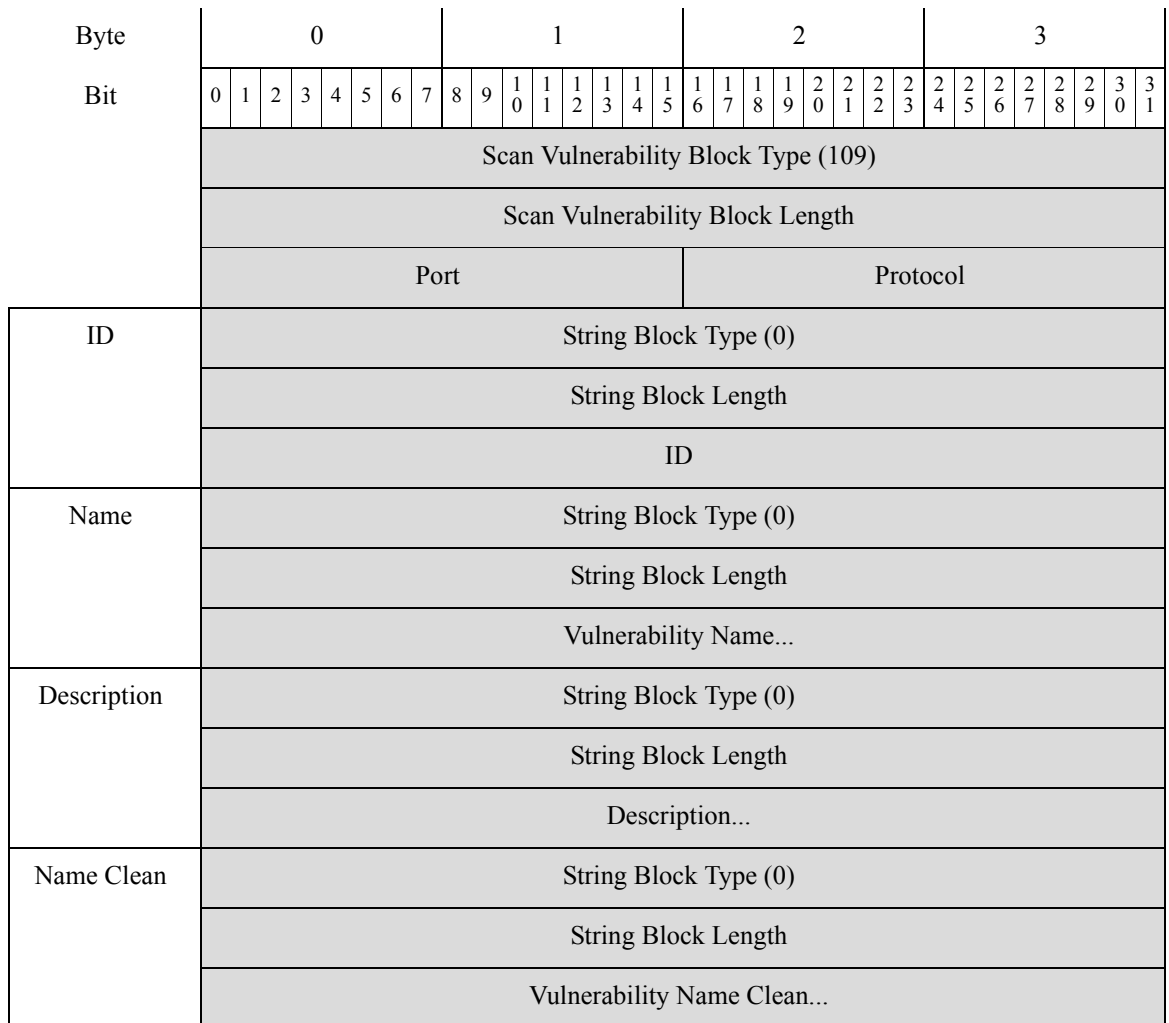 Byte 0 1 2 3
Bit 0 1 2 3 4 5 6 7 8 9 10 11 12 13 14 15 16 17 18 19 20 21 22 23 24 25 26 27 28 29 30 31
Scan Vulnerability Block Type (109)
Scan Vulnerability Block Length
Port Protocol
ID String Block Type (0)
String Block Length
ID
Name String Block Type (0)
String Block Length
Vulnerability Name...
Description String Block Type (0)
String Block Length
Description...
Name Clean String Block Type (0)
String Block Length
Vulnerability Name Clean...